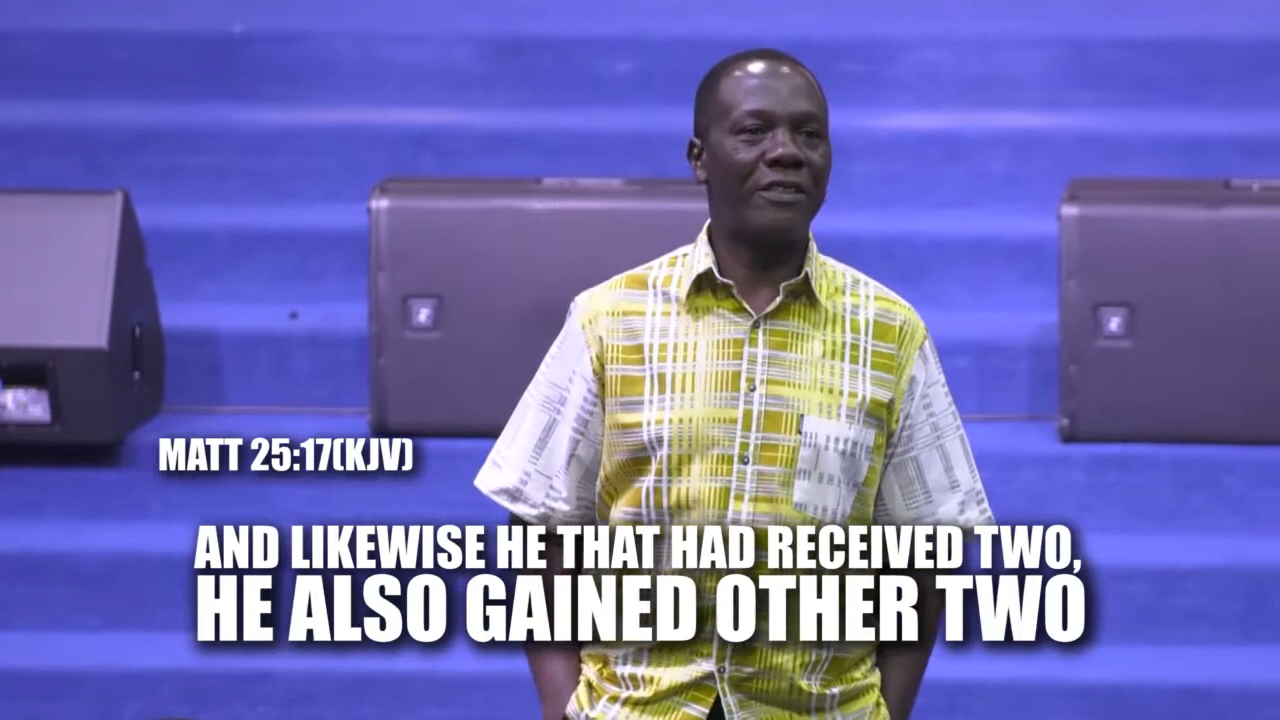 MATT 25:17(KJV)
AND LIKEWISE HE THAT HAD RECEIVED TWO,
HE ALSO GAINED OTHER TWO